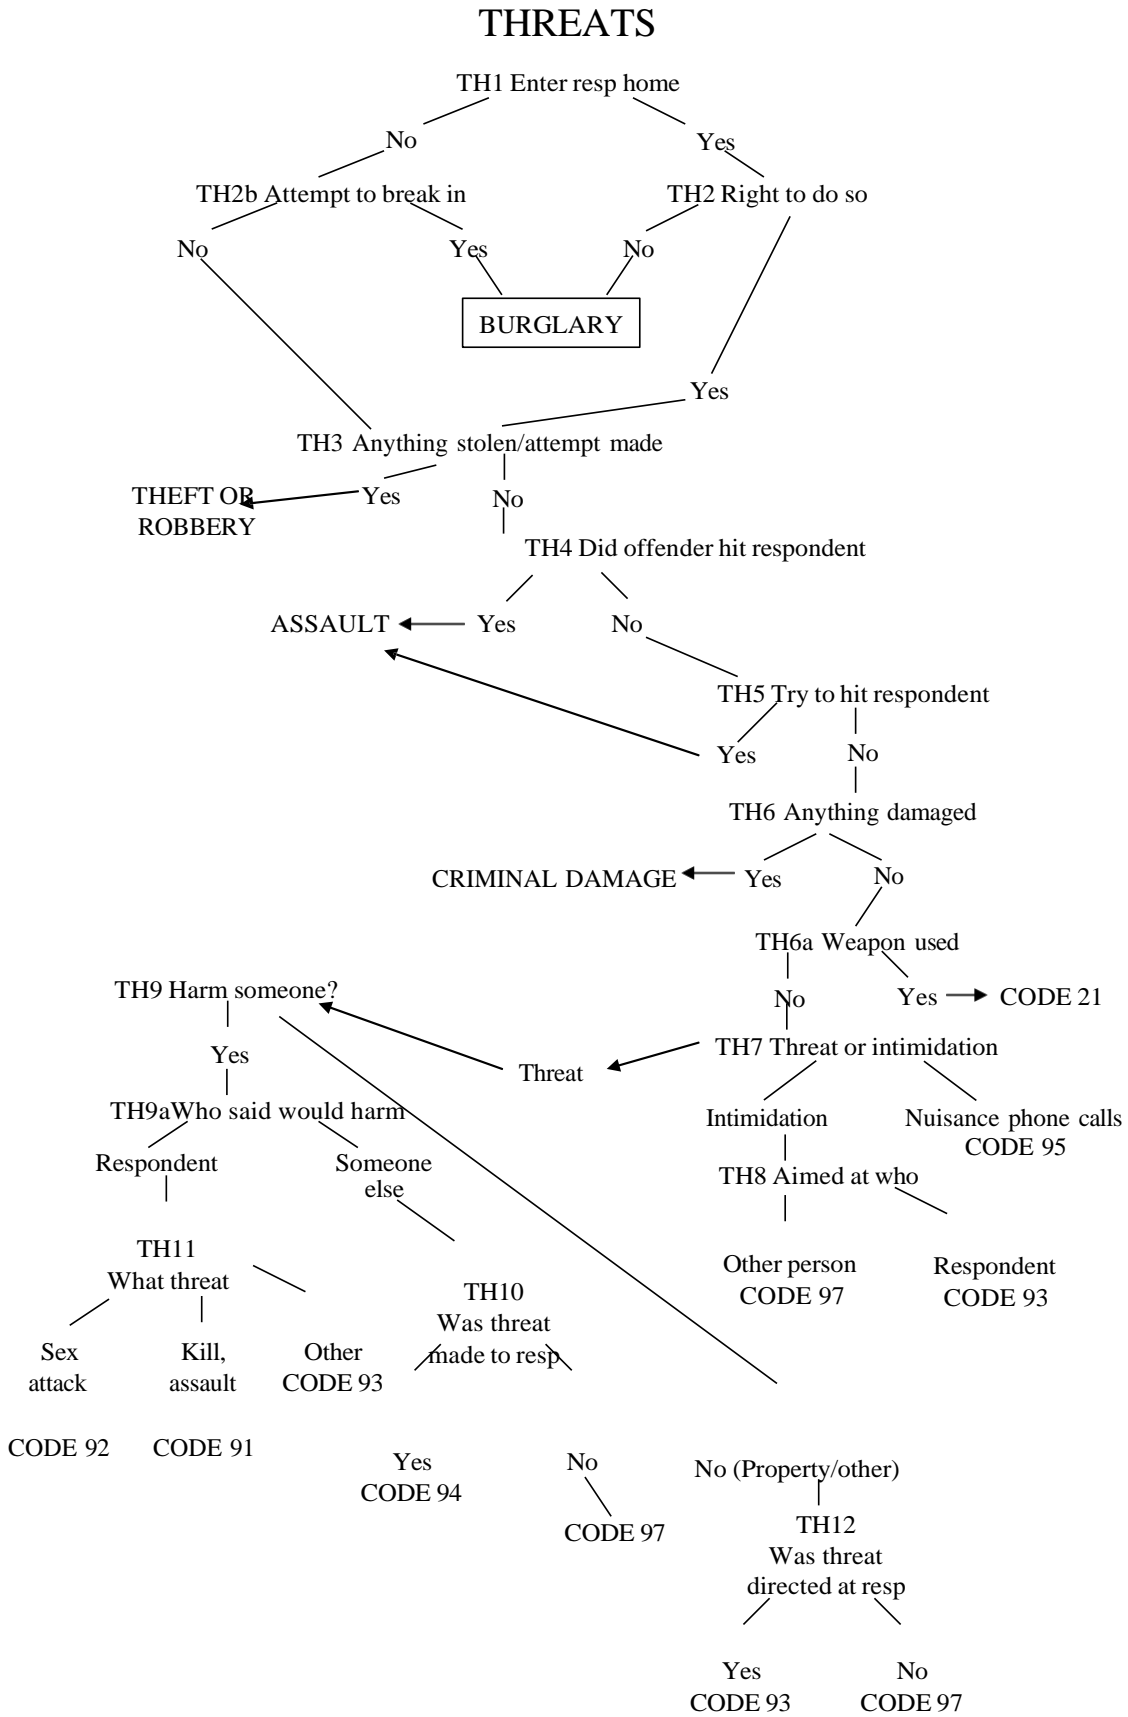 THREATS
TH1 Enter resp home
No
Yes
TH2b Attempt to break in
TH2 Right to do so
No
Yes
No
BURGLARY
Yes
TH3 Anything stolen/attempt made
THEFT OR
ROBBERY
Yes
No
TH4 Did offender hit respondent
ASSAULT
Yes
No
TH5 Try to hit respondent
Yes
No
TH6 Anything damaged
CRIMINAL DAMAGE
Yes
No
TH6a Weapon used
No
Yes
CODE 21
TH9 Harm someone?
TH7 Threat or intimidation
Threat
Yes
TH9aWho said would harm
Intimidation
Nuisance phone calls
CODE 95
Respondent
Someone
else
TH8 Aimed at who
TH11
What threat
Other person
CODE 97
Respondent
CODE 93
TH10
Was threat
made to resp
Sex
attack
Kill,
assault
Other
CODE 93
CODE 92
CODE 91
Yes
CODE 94
No
CODE 97
No (Property/other)
TH12
Was threat
directed at resp
Yes
CODE 93
No
CODE 97